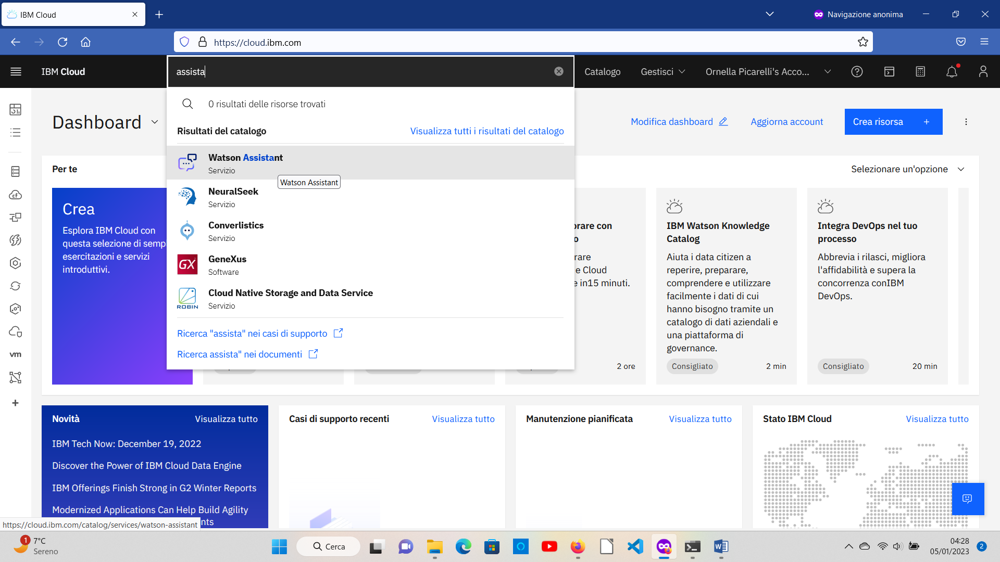 IBM Cloud
Navigazione anonima
https://cloud.ibm.com
IBM Cloud
assista
Catalogo
Gestisci
Ornella Picarelli's Acco...
0 risultati delle risorse trovati
Risultati del catalogo
Visualizza tutti i risultati del catalogo
Watson Assistant
Servizio
Watson Assistant
NeuralSeek
Servizio
Converlistics
Servizio
GX
GeneXus
Software
ROBIN
Cloud Native Storage and Data Service
Servizio
Ricerca "assista" nei casi di supporto
Ricerca assista" nei documenti
Dashboard
Modifica dashboard
Aggiorna account
Crea risorsa +
Per te
Selezionare un'opzione
Crea
Esplora IBM Cloud con
questa selezione di semp
esercitazioni e servizi
introduttivi.
orare con
o
rare
e Cloud
e in15 minuti.
2 ore
IBM Watson Knowledge
Catalog
Aiuta i data citizen a
reperire, preparare,
comprendere e utilizzare
facilmente i dati di cui
hanno bisogno tramite un
catalogo di dati aziendali e
una piattaforma di
governance.
Consigliato
2 min
Integra DevOps nel tuo
processo
Abbrevia i rilasci, migliora
l'affidabilità e supera la
concorrenza conIBM
DevOps.
Consigliato
20 min
cf
vm
Novità
Visualizza tutto
IBM Tech Now: December 19, 2022
Discover the Power of IBM Cloud Data Engine
IBM Offerings Finish Strong in G2 Winter Reports
Modernized Applications Can Help Build Agility
nts
Casi di supporto recenti
Visualizza tutto
Manutenzione pianificata
Visualizza tutto
Stato IBM Cloud
Visualizza tutto
https://cloud.ibm.com/catalog/services/watson-assistant
1
7°C
Sereno
Cerca
04:28
05/01/2023
2